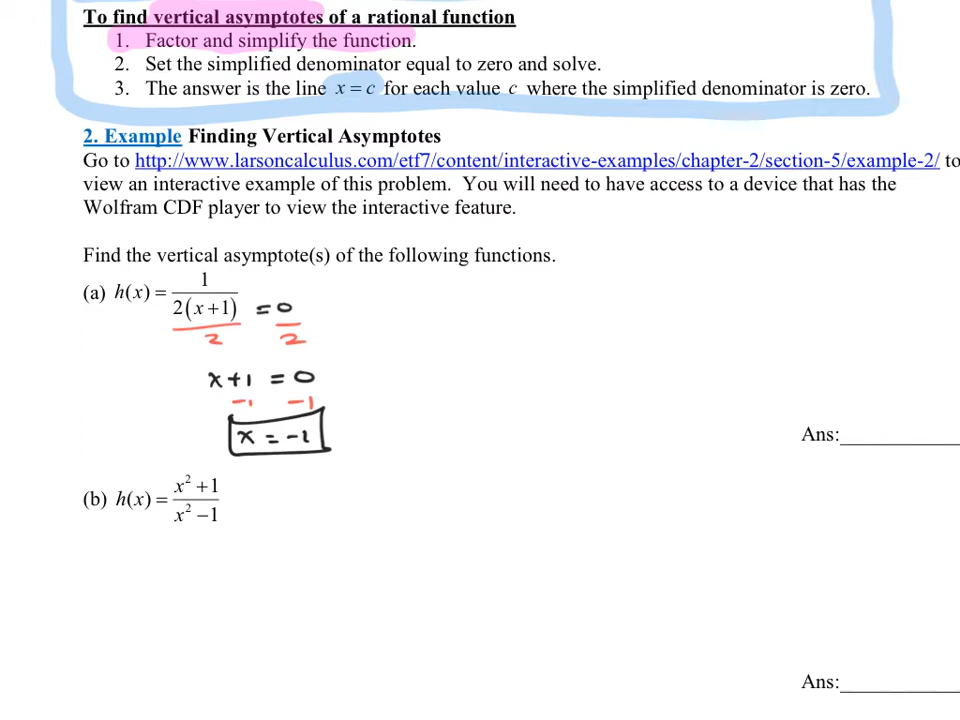 To find vertical asymptotes of a rational function
1. Factor and simplify the function.
2. Set the simplified denominator equal to zero and solve.
3. The answer is the line x = c for each value c where the simplified denominator is zero.
2. Example Finding Vertical Asymptotes
Go to http://www.larsoncalculus.com/etf7/content/interactive-examples/chapter-2/section-5/example-2/ to
view an interactive example of this problem. You will need to have access to a device that has the
Wolfram CDF player to view the interactive feature.
Find the vertical asymptote(s) of the following functions.
(a) h(x) = 1 / 2(x+1) = 0
2 2
x+1 = 0
-1 -1
x = -1
Ans:
(b) h(x) = x² +1 / x² −1
Ans: